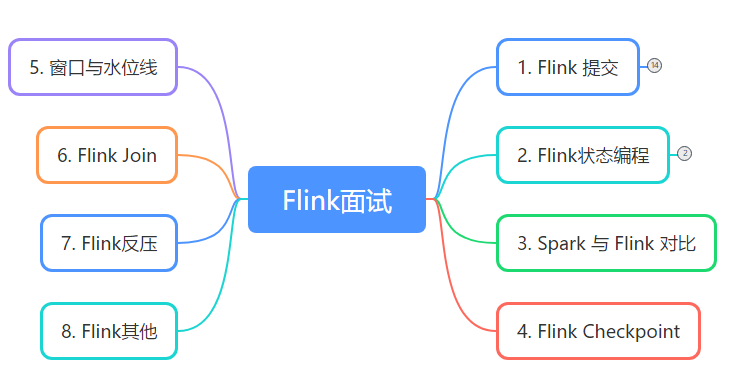 Flink面试
1. Flink 提交
14
2. Flink状态编程
2
3. Spark 与 Flink 对比
4. Flink Checkpoint
5. 窗口与水位线
6. Flink Join
7. Flink反压
8. Flink其他